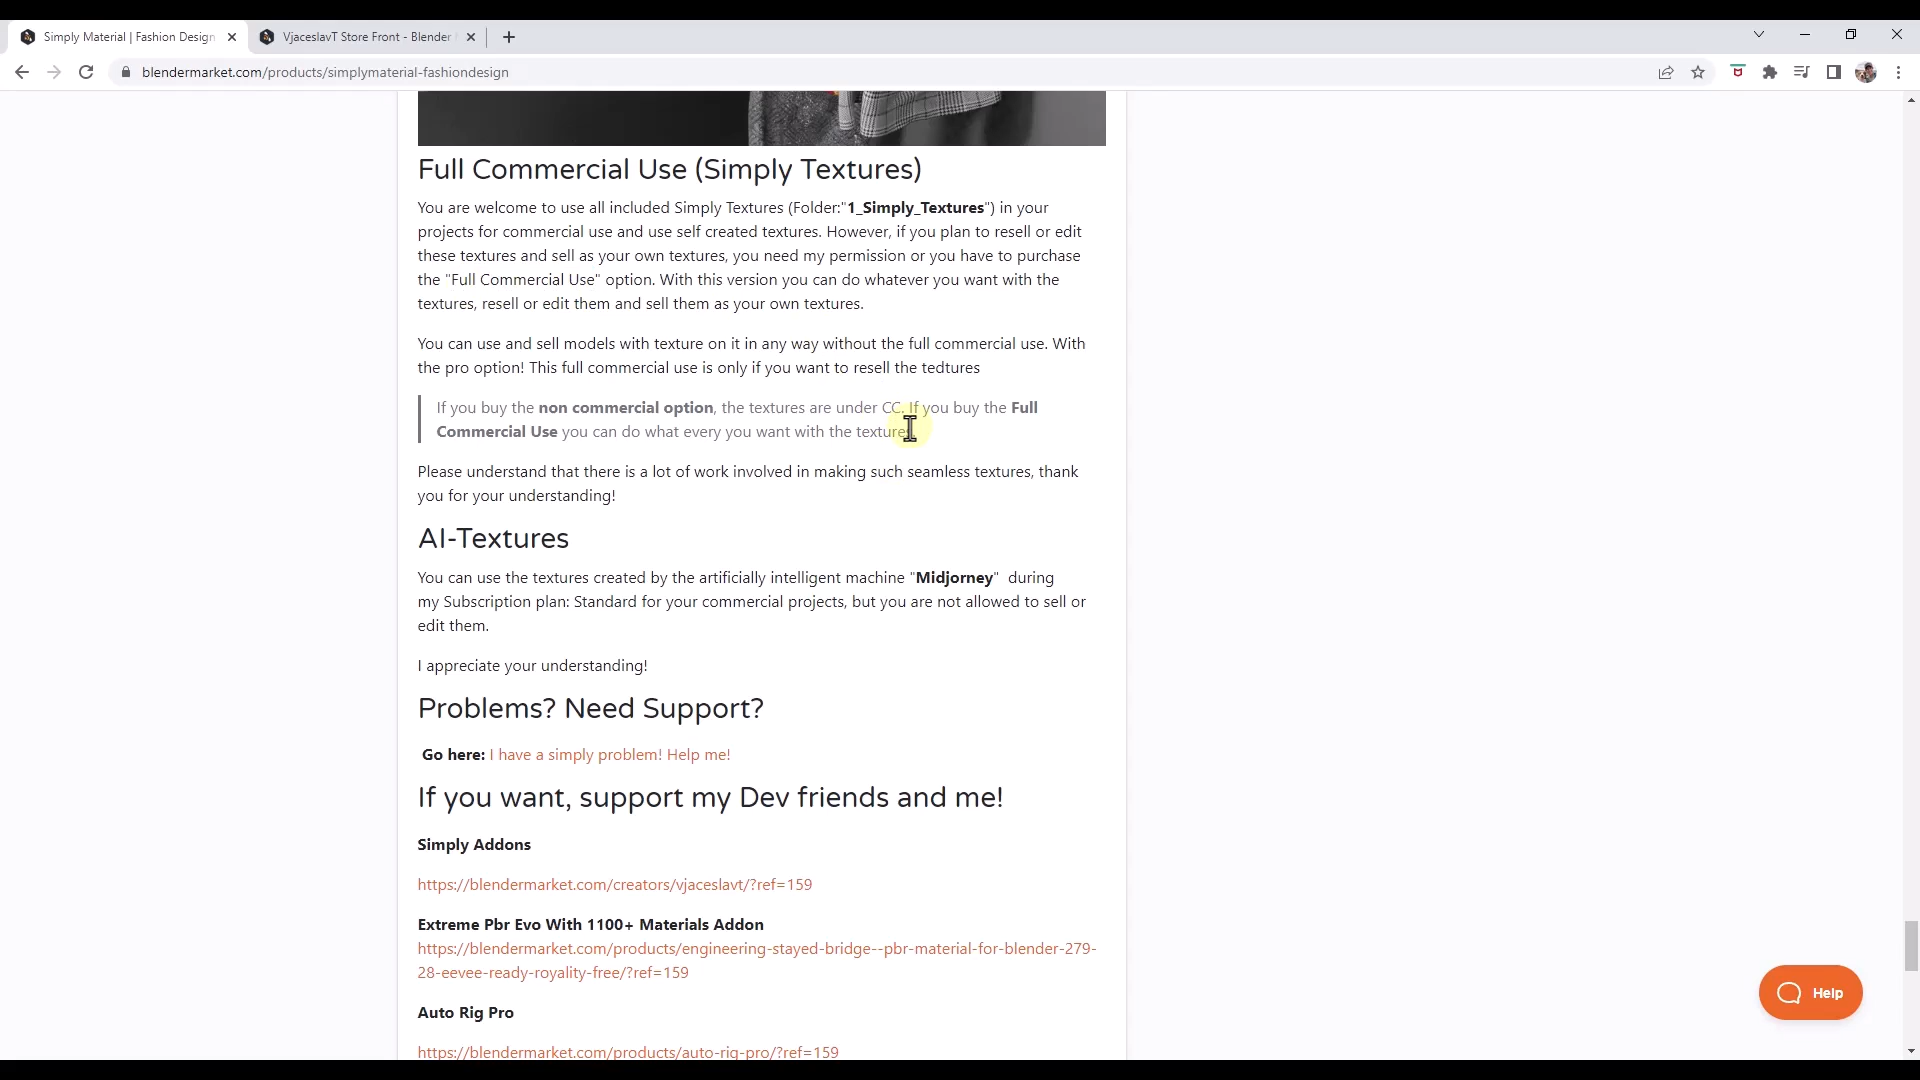 Simply Material | Fashion Design
VjaceslavT Store Front - Blender
blendermarket.com/products/simplymaterial-fashiondesign
Full Commercial Use (Simply Textures)
You are welcome to use all included Simply Textures (Folder:"1_Simply_Textures") in your
projects for commercial use and use self created textures. However, if you plan to resell or edit
these textures and sell as your own textures, you need my permission or you have to purchase
the "Full Commercial Use" option. With this version you can do whatever you want with the
textures, resell or edit them and sell them as your own textures.
You can use and sell models with texture on it in any way without the full commercial use. With
the pro option! This full commercial use is only if you want to resell the tedtures
If you buy the non commercial option, the textures are under CC. If you buy the Full
Commercial Use you can do what every you want with the textures
Please understand that there is a lot of work involved in making such seamless textures, thank
you for your understanding!
AI-Textures
You can use the textures created by the artificially intelligent machine "Midjorney"  during
my Subscription plan: Standard for your commercial projects, but you are not allowed to sell or
edit them.
I appreciate your understanding!
Problems? Need Support?
Go here: I have a simply problem! Help me!
If you want, support my Dev friends and me!
Simply Addons
https://blendermarket.com/creators/vjaceslavt/?ref=159
Extreme Pbr Evo With 1100+ Materials Addon
https://blendermarket.com/products/engineering-stayed-bridge--pbr-material-for-blender-279-
28-eevee-ready-royality-free/?ref=159
Help
Auto Rig Pro
https://blendermarket.com/products/auto-rig-pro/?ref=159